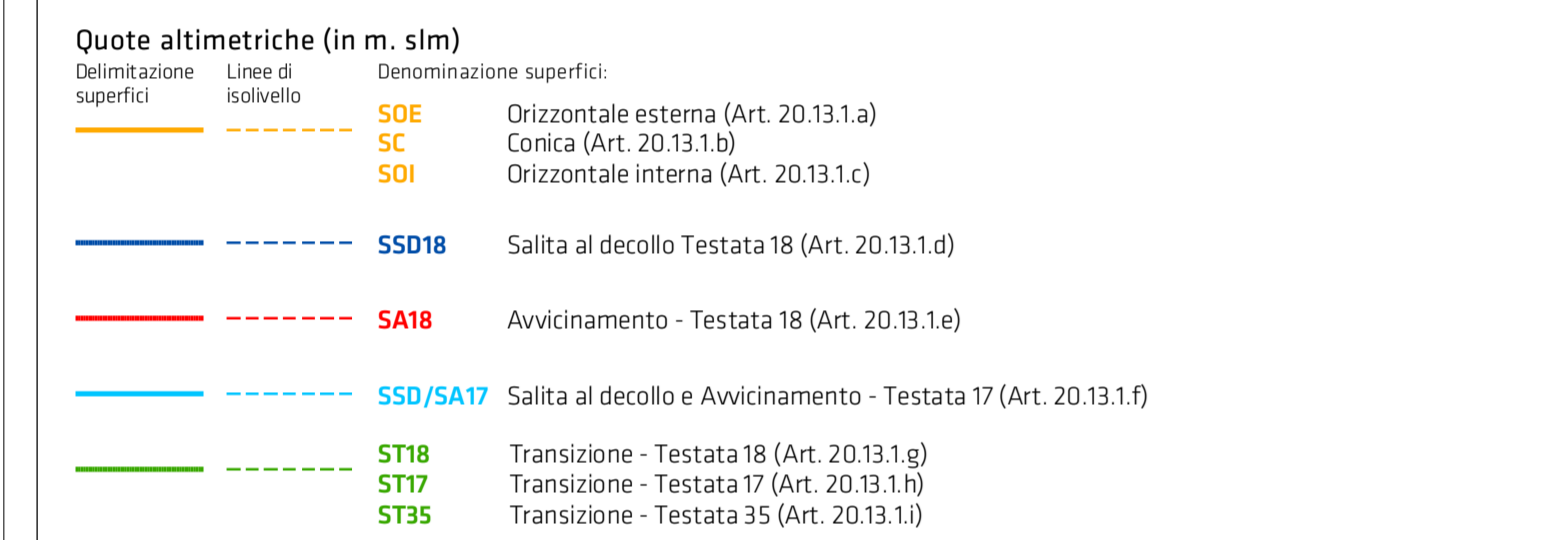 Quote altimetriche (in m. slm)
Delimitazione superfici
Linee di isolivello
Denominazione superfici:
SOE Orizzontale esterna (Art. 20.13.1.a)
SC Conica (Art. 20.13.1.b)
SOI Orizzontale interna (Art. 20.13.1.c)
SSD18 Salita al decollo Testata 18 (Art. 20.13.1.d)
SA18 Avvicinamento - Testata 18 (Art. 20.13.1.e)
SSD/SA17 Salita al decollo e Avvicinamento - Testata 17 (Art. 20.13.1.f)
ST18 Transizione - Testata 18 (Art. 20.13.1.g)
ST17 Transizione - Testata 17 (Art. 20.13.1.h)
ST35 Transizione - Testata 35 (Art. 20.13.1.i)